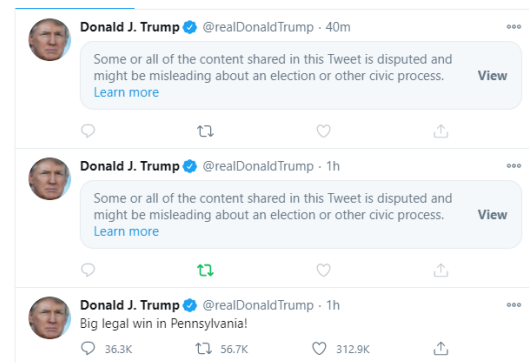 Donald J. Trump @realDonaldTrump · 40m
Some or all of the content shared in this Tweet is disputed and
might be misleading about an election or other civic process. View
Learn more
Donald J. Trump @realDonaldTrump · 1h
Some or all of the content shared in this Tweet is disputed and
might be misleading about an election or other civic process. View
Learn more
Donald J. Trump @realDonaldTrump · 1h
Big legal win in Pennsylvania!
36.3K 56.7K 312.9K